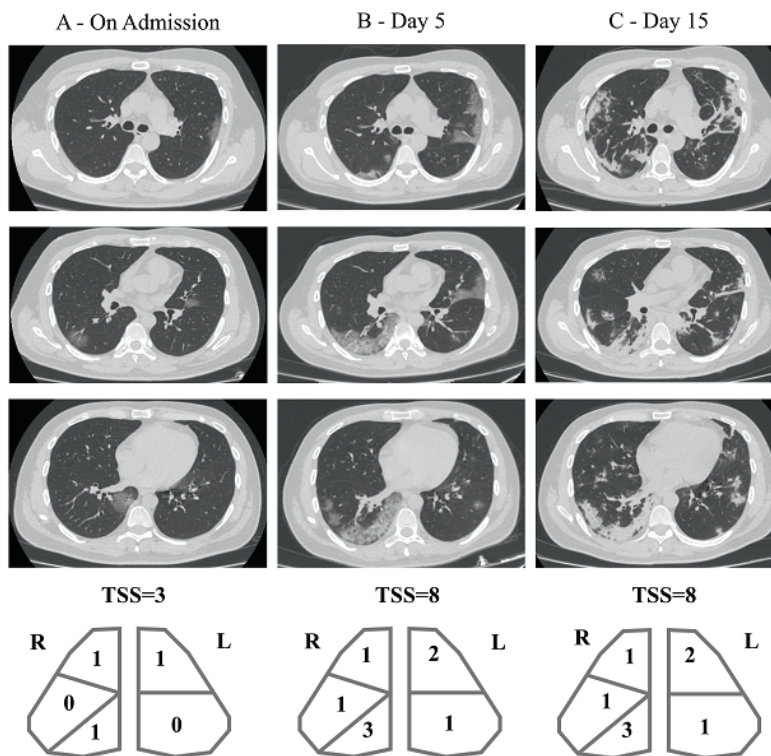 A - On Admission
B - Day 5
C - Day 15
TSS=3
TSS=8
TSS=8
R 1 1 L
0
1 0
R 1 2 L
1
3 1
R 1 2 L
1
3 1